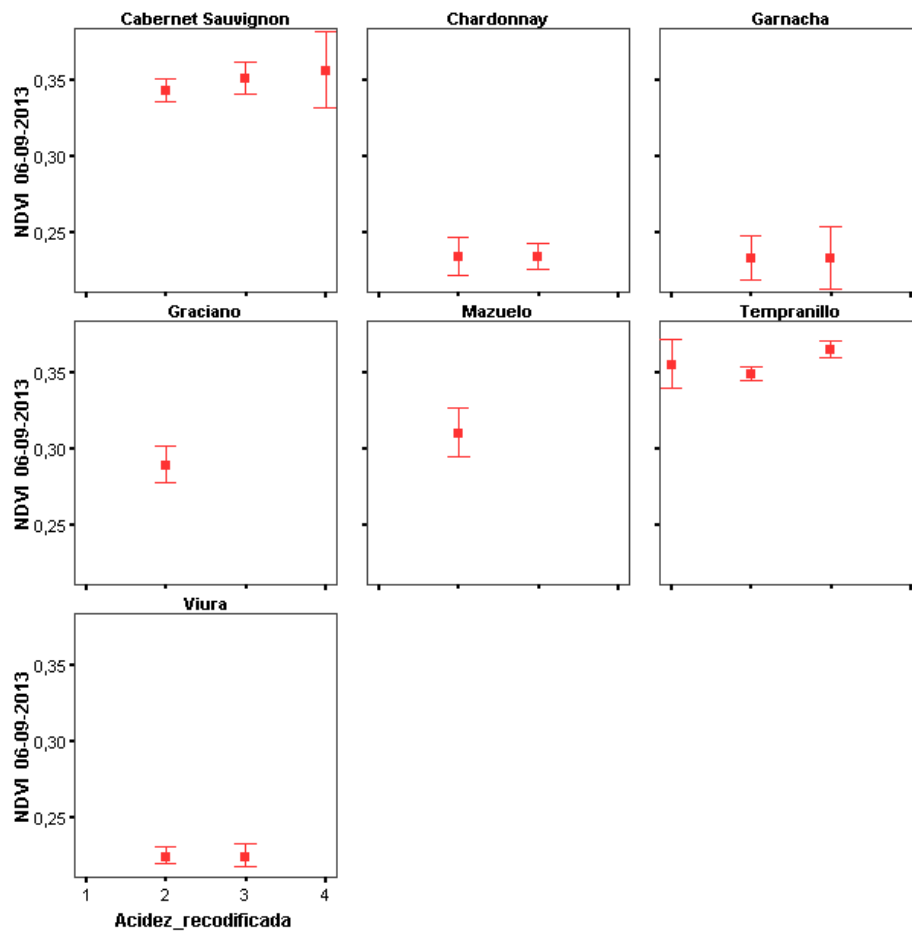 Cabernet Sauvignon Chardonnay Garnacha
NDVI 06-09-2013
0,35
0,30
0,25
Graciano Mazuelo Tempranillo
NDVI 06-09-2013
0,35
0,30
0,25
Viura
NDVI 06-09-2013
0,35
0,30
0,25
1 2 3 4
Acidez_recodificada